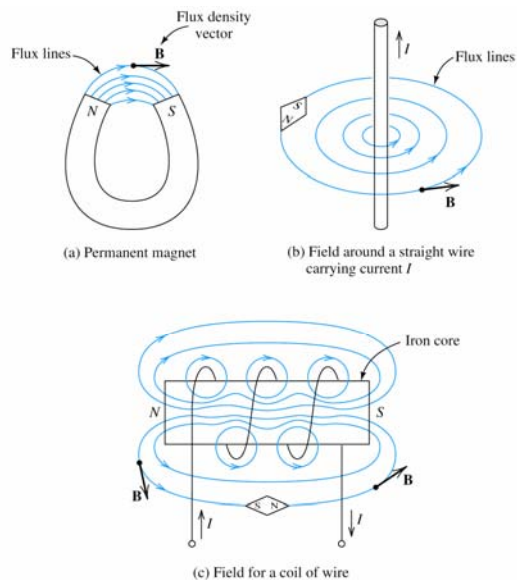 Flux density
vector
Flux lines
B
N
S
(a) Permanent magnet
I
Flux lines
S
N
B
(b) Field around a straight wire
carrying current I
Iron core
N
S
B
S N
B
I
I
(c) Field for a coil of wire